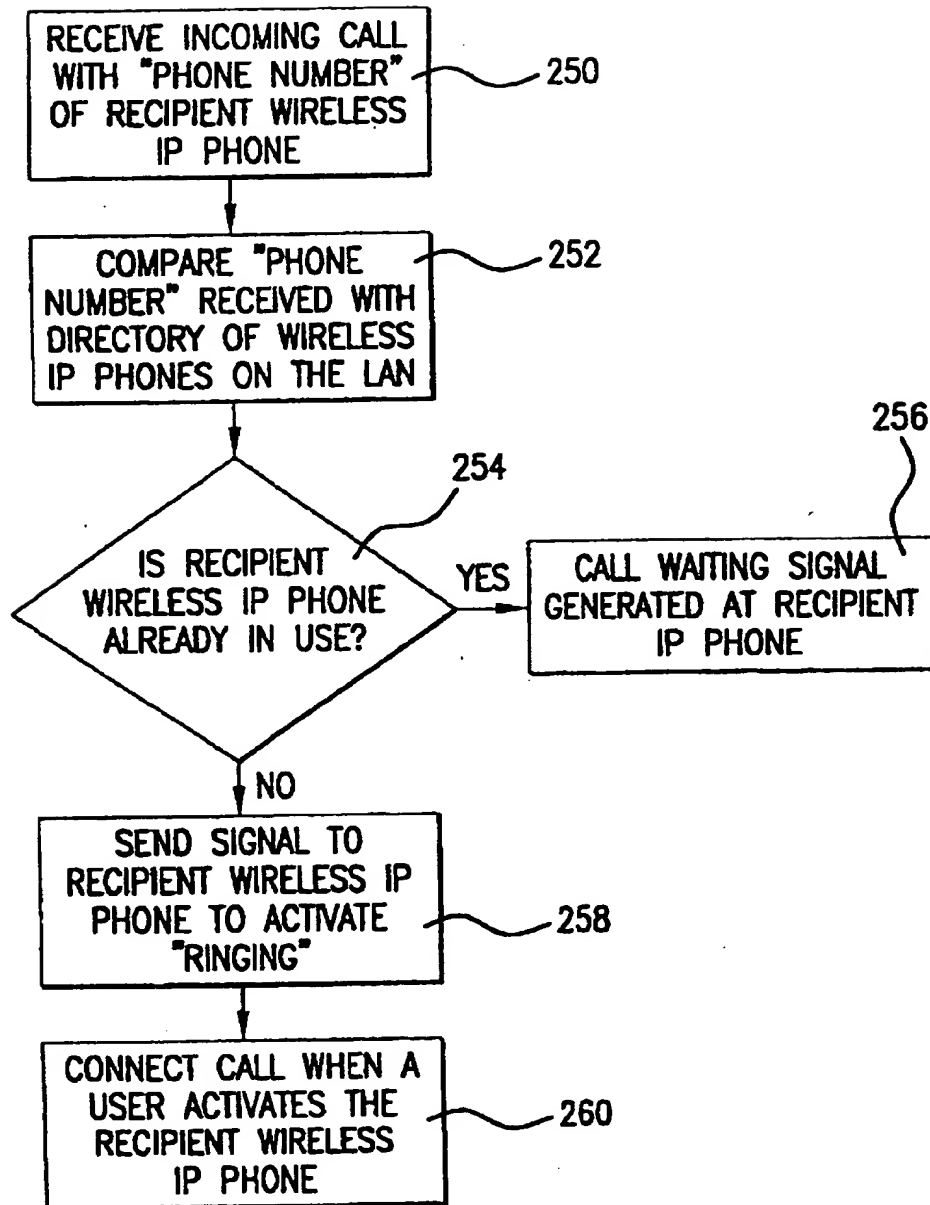 RECEIVE INCOMING CALL
WITH "PHONE NUMBER"
OF RECIPIENT WIRELESS
IP PHONE
250
COMPARE "PHONE
NUMBER" RECEIVED WITH
DIRECTORY OF WIRELESS
IP PHONES ON THE LAN
252
IS RECIPIENT
WIRELESS IP PHONE
ALREADY IN USE?
254
YES
CALL WAITING SIGNAL
GENERATED AT RECIPIENT
IP PHONE
256
NO
SEND SIGNAL TO
RECIPIENT WIRELESS IP
PHONE TO ACTIVATE
"RINGING"
258
CONNECT CALL WHEN A
USER ACTIVATES THE
RECIPIENT WIRELESS
IP PHONE
260